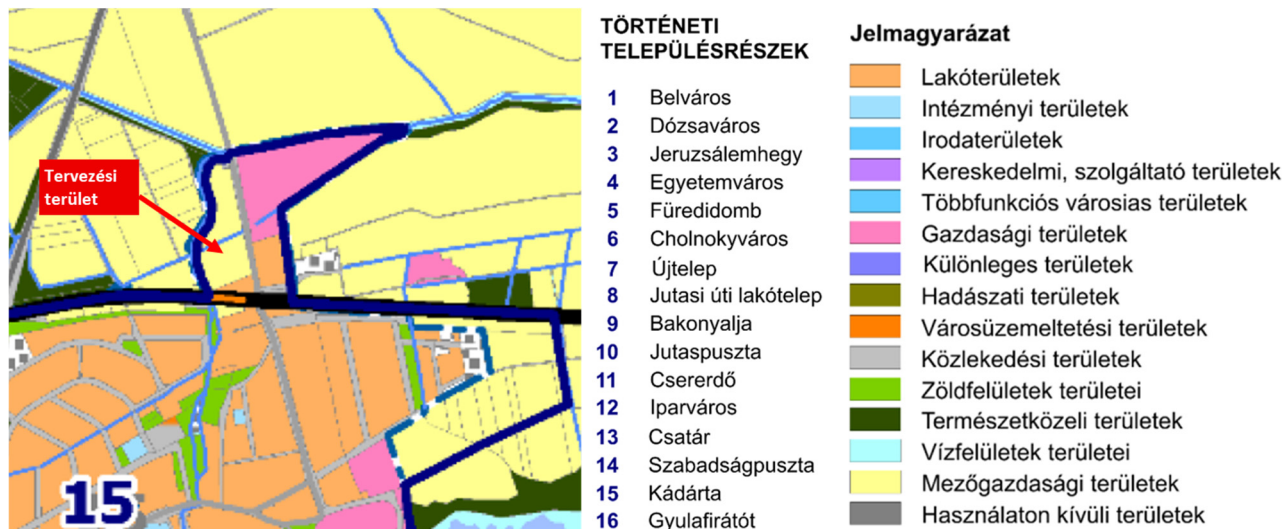 Tervezési
terület
15
TÖRTÉNETI
TELEPÜLÉSRÉSZEK
1 Belváros
2 Dózsaváros
3 Jeruzsálemhegy
4 Egyetemváros
5 Füredidomb
6 Cholnokyváros
7 Újtelep
8 Jutasi úti lakótelep
9 Bakonyalja
10 Jutaspuszta
11 Csererdő
12 Iparváros
13 Csatár
14 Szabadságpuszta
15 Kádárta
16 Gyulafirátót
Jelmagyarázat
Lakóterületek
Intézményi területek
Irodaterületek
Kereskedelmi, szolgáltató területek
Többfunkciós városias területek
Gazdasági területek
Különleges területek
Hadászati területek
Városüzemeltetési területek
Közlekedési területek
Zöldfelületek területei
Természetközeli területek
Vízfelületek területei
Mezőgazdasági területek
Használaton kívüli területek